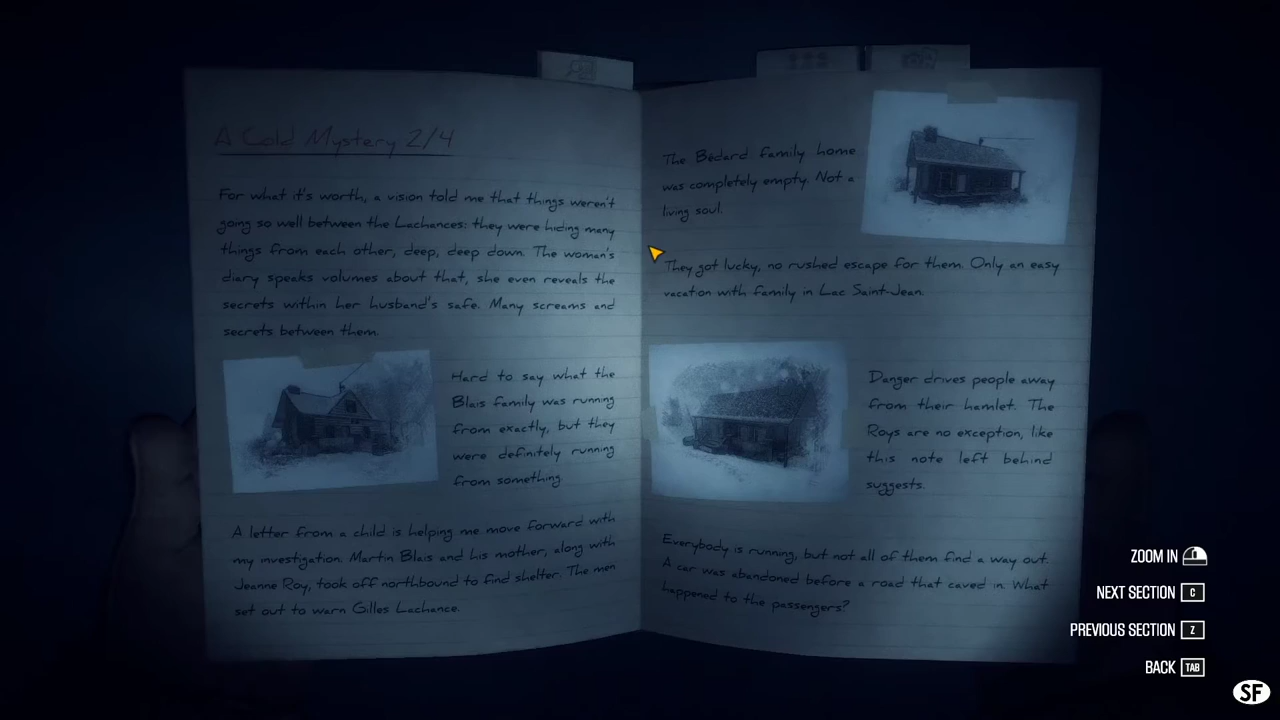 A Cold Mystery 2/4
For what it's worth, a vision told me that things weren't
going so well between the Lachances: they were hiding many
things from each other, deep, deep down. The woman's
diary speaks volumes about that, she even reveals the
secrets within her husband's safe. Many screams and
secrets between them.
Hard to say what the
Blais family was running
from exactly, but they
were definitely running
from something.
A letter from a child is helping me move forward with
my investigation. Martin Blais and his mother, along with
Jeanne Roy, took off northbound to find shelter. The men
set out to warn Gilles Lachance.
The Bédard family home
was completely empty. Not a
living soul.
They got lucky, no rushed escape for them. Only an easy
vacation with family in Lac Saint-Jean.
Danger drives people away
from their hamlet. The
Roys are no exception, like
this note left behind
suggests.
Everybody is running, but not all of them find a way out.
A car was abandoned before a road that caved in. What
happened to the passengers?
ZOOM IN
NEXT SECTION C
PREVIOUS SECTION Z
BACK TAB
SF